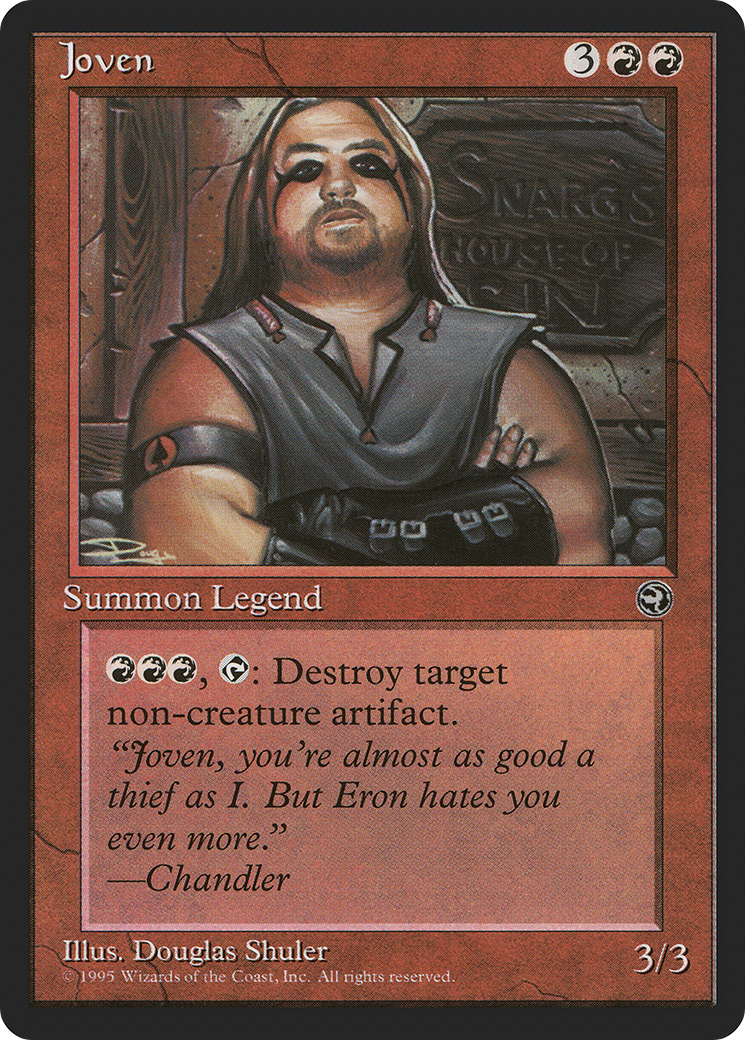 Joven
3
SNARG'S
HOUSE OF
SIN
Doug
Summon Legend
, : Destroy target
non-creature artifact.
“Joven, you're almost as good a
thief as I. But Eron hates you
even more.”
—Chandler
Illus. Douglas Shuler
3/3
© 1995 Wizards of the Coast, Inc. All rights reserved.